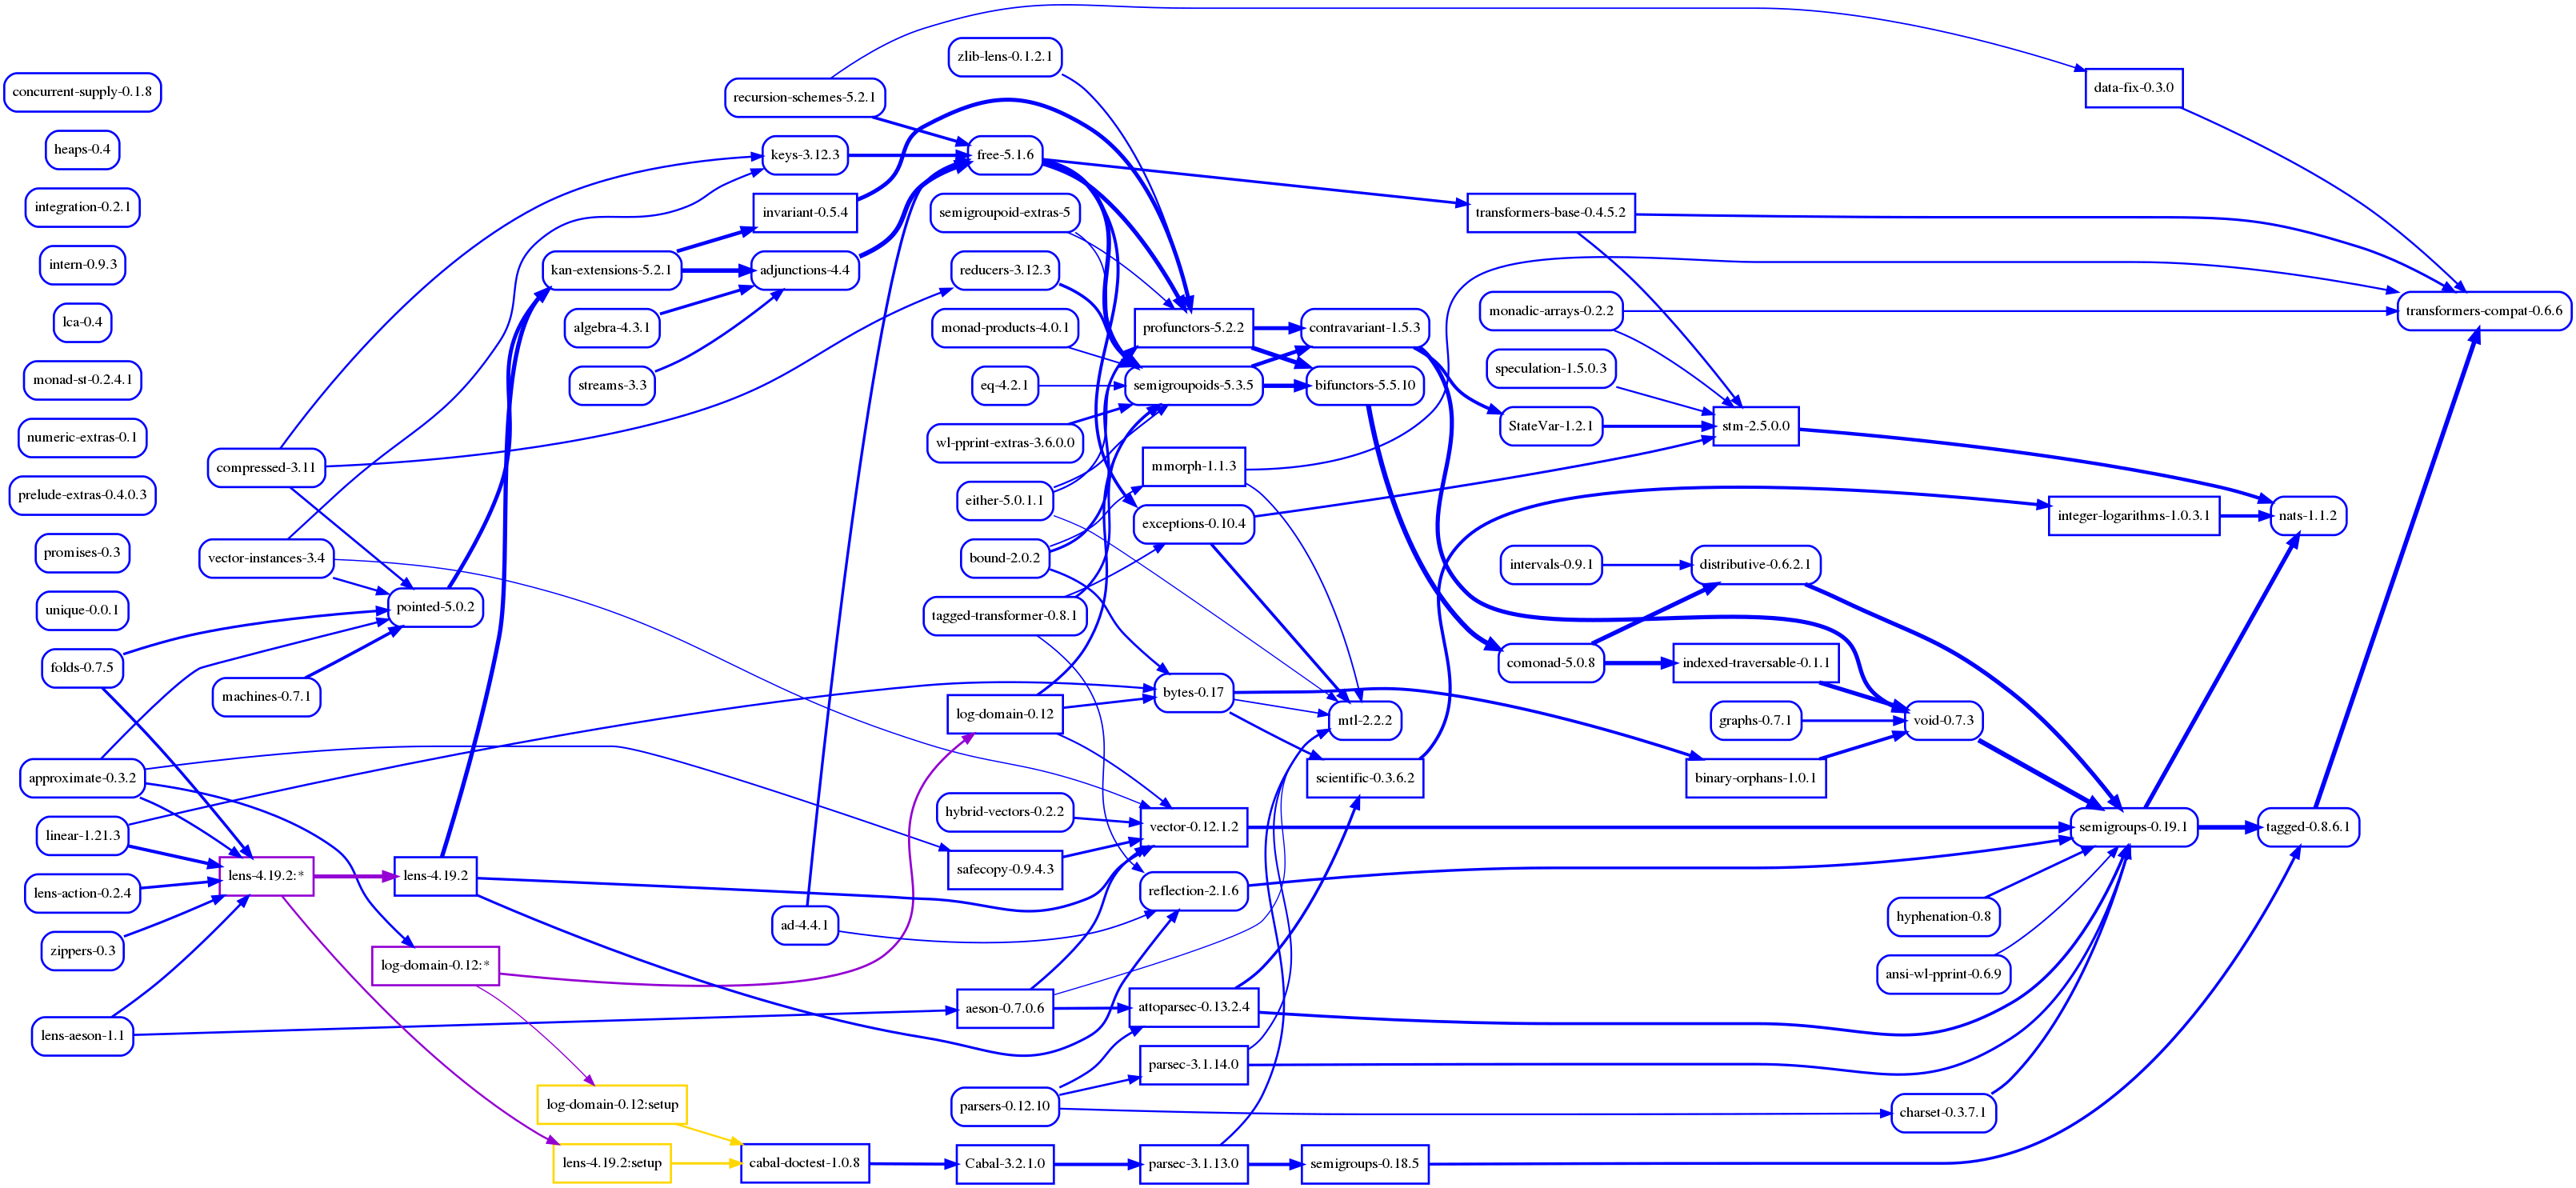 concurrent-supply-0.1.8
heaps-0.4
integration-0.2.1
intern-0.9.3
lca-0.4
monad-st-0.2.4.1
numeric-extras-0.1
prelude-extras-0.4.0.3
promises-0.3
unique-0.0.1
folds-0.7.5
approximate-0.3.2
linear-1.21.3
lens-action-0.2.4
zippers-0.3
lens-aeson-1.1
compressed-3.11
vector-instances-3.4
machines-0.7.1
lens-4.19.2:*
pointed-5.0.2
lens-4.19.2
log-domain-0.12:*
kan-extensions-5.2.1
algebra-4.3.1
streams-3.3
log-domain-0.12:setup
lens-4.19.2:setup
recursion-schemes-5.2.1
keys-3.12.3
invariant-0.5.4
adjunctions-4.4
ad-4.4.1
cabal-doctest-1.0.8
zlib-lens-0.1.2.1
free-5.1.6
semigroupoid-extras-5
reducers-3.12.3
monad-products-4.0.1
eq-4.2.1
wl-pprint-extras-3.6.0.0
either-5.0.1.1
bound-2.0.2
tagged-transformer-0.8.1
log-domain-0.12
hybrid-vectors-0.2.2
safecopy-0.9.4.3
aeson-0.7.0.6
parsers-0.12.10
Cabal-3.2.1.0
profunctors-5.2.2
semigroupoids-5.3.5
mmorph-1.1.3
exceptions-0.10.4
bytes-0.17
vector-0.12.1.2
reflection-2.1.6
attoparsec-0.13.2.4
parsec-3.1.14.0
parsec-3.1.13.0
contravariant-1.5.3
bifunctors-5.5.10
mtl-2.2.2
scientific-0.3.6.2
semigroups-0.18.5
transformers-base-0.4.5.2
monadic-arrays-0.2.2
speculation-1.5.0.3
StateVar-1.2.1
intervals-0.9.1
comonad-5.0.8
stm-2.5.0.0
distributive-0.6.2.1
indexed-traversable-0.1.1
graphs-0.7.1
binary-orphans-1.0.1
void-0.7.3
hyphenation-0.8
ansi-wl-pprint-0.6.9
charset-0.3.7.1
data-fix-0.3.0
integer-logarithms-1.0.3.1
semigroups-0.19.1
transformers-compat-0.6.6
nats-1.1.2
tagged-0.8.6.1